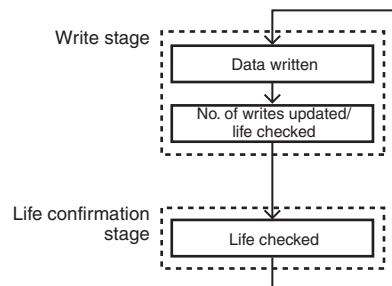 Write stage
Data written
No. of writes updated/
life checked
Life confirmation
stage
Life checked